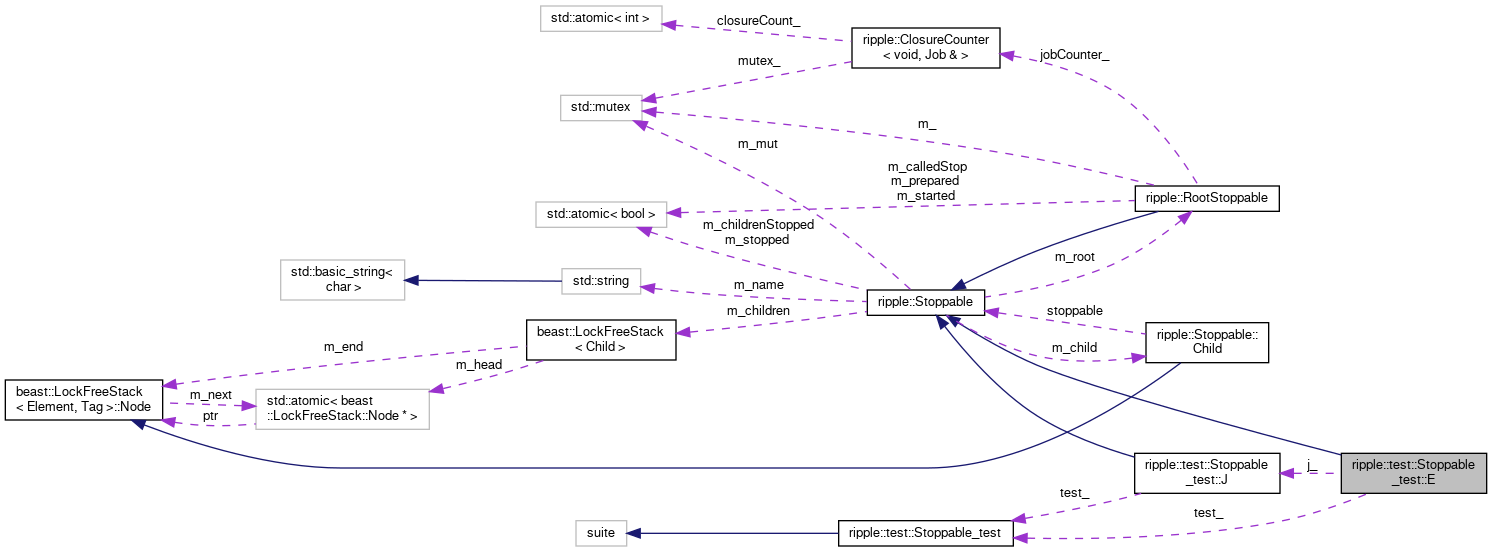 std::atomic< int >
closureCount_
ripple::ClosureCounter
< void, Job & >
jobCounter_
mutex_
std::mutex
m_
m_mut
m_calledStop
m_prepared
m_started
ripple::RootStoppable
std::atomic< bool >
m_childrenStopped
m_stopped
m_root
std::basic_string<
char >
std::string
m_name
ripple::Stoppable
m_children
stoppable
beast::LockFreeStack
< Child >
ripple::Stoppable::
Child
m_end
m_child
m_head
beast::LockFreeStack
< Element, Tag >::Node
m_next
ptr
std::atomic< beast
::LockFreeStack::Node * >
ripple::test::Stoppable
_test::J
j_
ripple::test::Stoppable
_test::E
test_
test_
suite
ripple::test::Stoppable_test